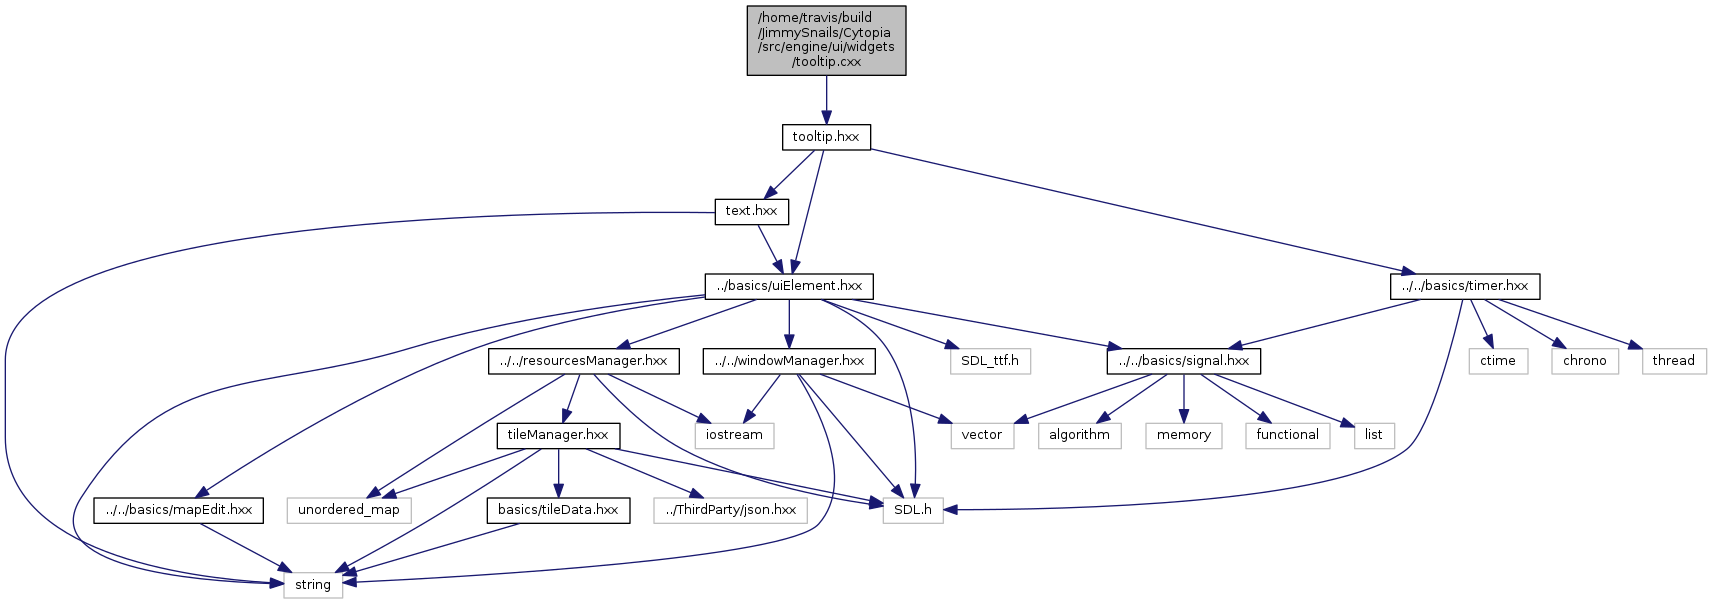 /home/travis/build
/JimmySnails/Cytopia
/src/engine/ui/widgets
/tooltip.cxx
tooltip.hxx
text.hxx
../basics/uiElement.hxx
../../basics/timer.hxx
../../resourcesManager.hxx
../../windowManager.hxx
SDL_ttf.h
../../basics/signal.hxx
ctime
chrono
thread
tileManager.hxx
iostream
vector
algorithm
memory
functional
list
../../basics/mapEdit.hxx
unordered_map
basics/tileData.hxx
../ThirdParty/json.hxx
SDL.h
string